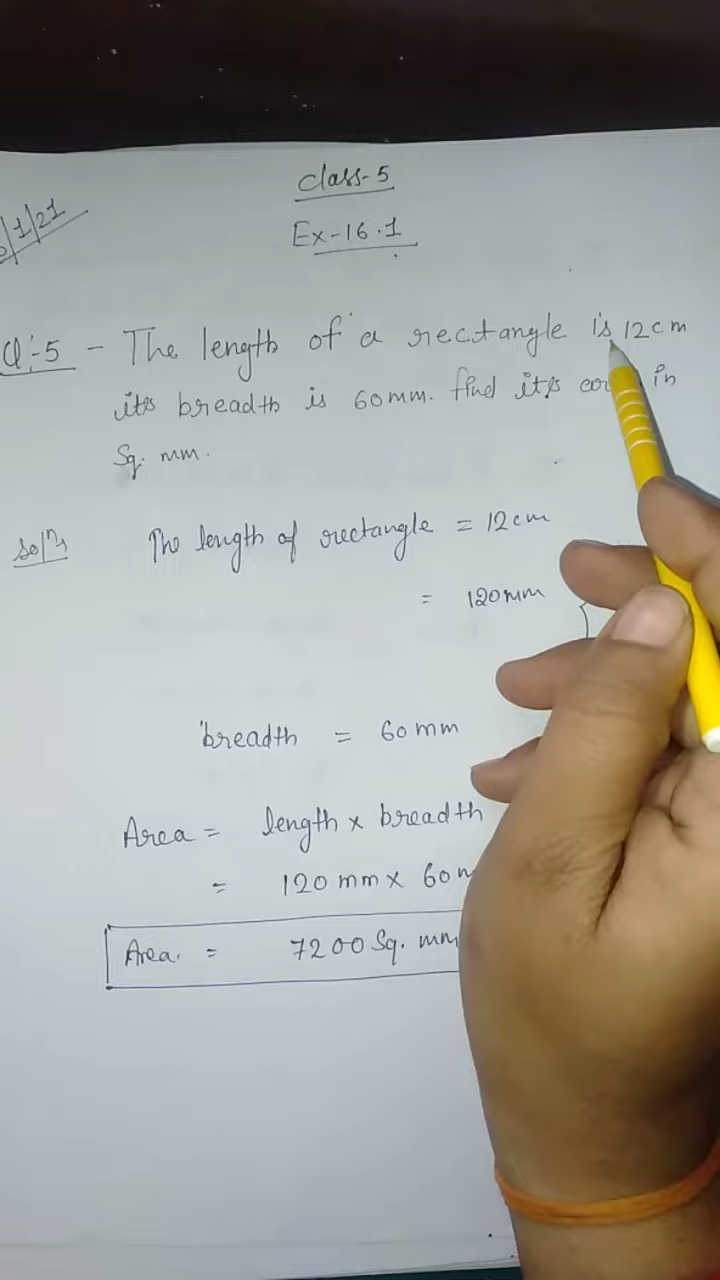 Class-5
/1/21
Ex-16.1
Q:-5 - The length of a rectangle is 12cm
its breadth is 60mm. find its in
Sq. mm.
Soln The length of rectangle = 12cm
= 120mm
breadth = 60mm
Area = length x breadth
= 120 mm x 60
Area. = 7200 Sq. mm